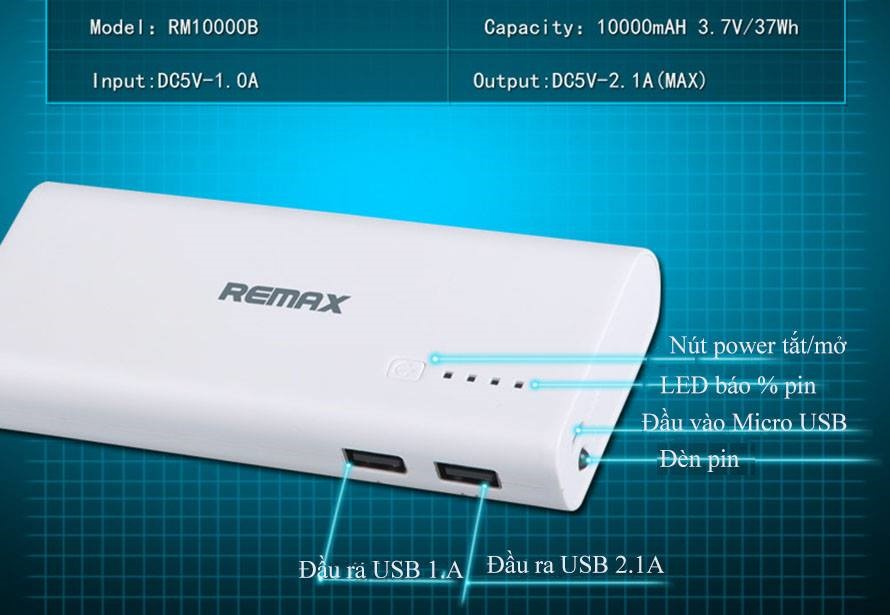 Model: RM10000B
Capacity: 10000mAH 3.7V/37Wh
Input:DC5V-1.0A
Output:DC5V-2.1A(MAX)
REMAX
Nút power tắt/mở
LED báo % pin
Đầu vào Micro USB
Đèn pin
Đầu ra USB 1.A
Đầu ra USB 2.1A